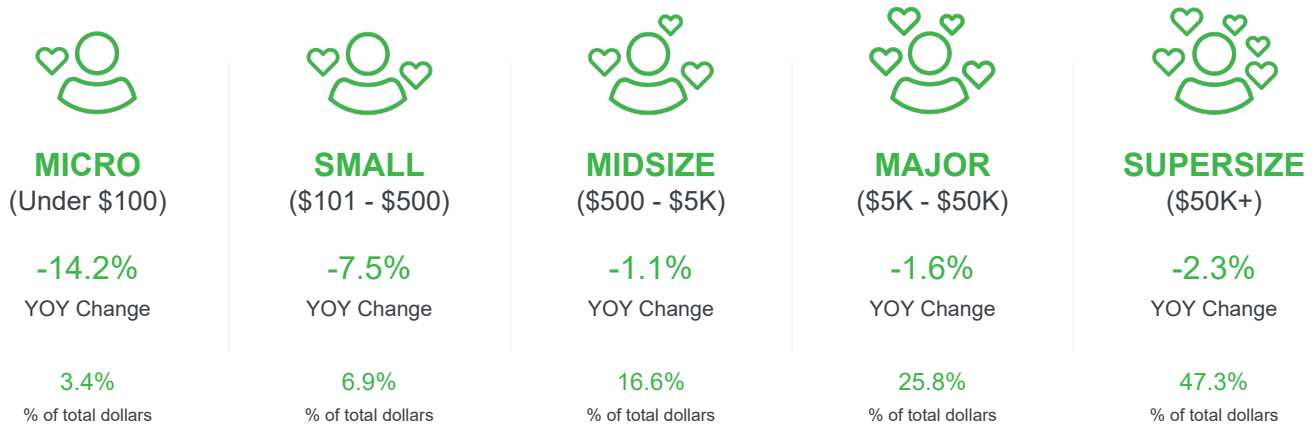 MICRO
(Under $100)
-14.2%
YOY Change
3.4%
% of total dollars
SMALL
($101 - $500)
-7.5%
YOY Change
6.9%
% of total dollars
MIDSIZE
($500 - $5K)
-1.1%
YOY Change
16.6%
% of total dollars
MAJOR
($5K - $50K)
-1.6%
YOY Change
25.8%
% of total dollars
SUPERSIZE
($50K+)
-2.3%
YOY Change
47.3%
% of total dollars